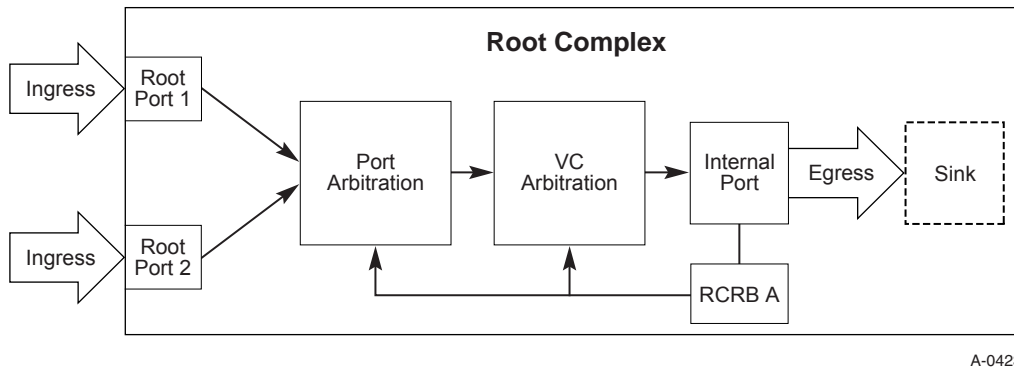 Root Complex
Ingress
Root
Port 1
Port
Arbitration
VC
Arbitration
Internal
Port
Egress
Sink
Ingress
Root
Port 2
RCRB A